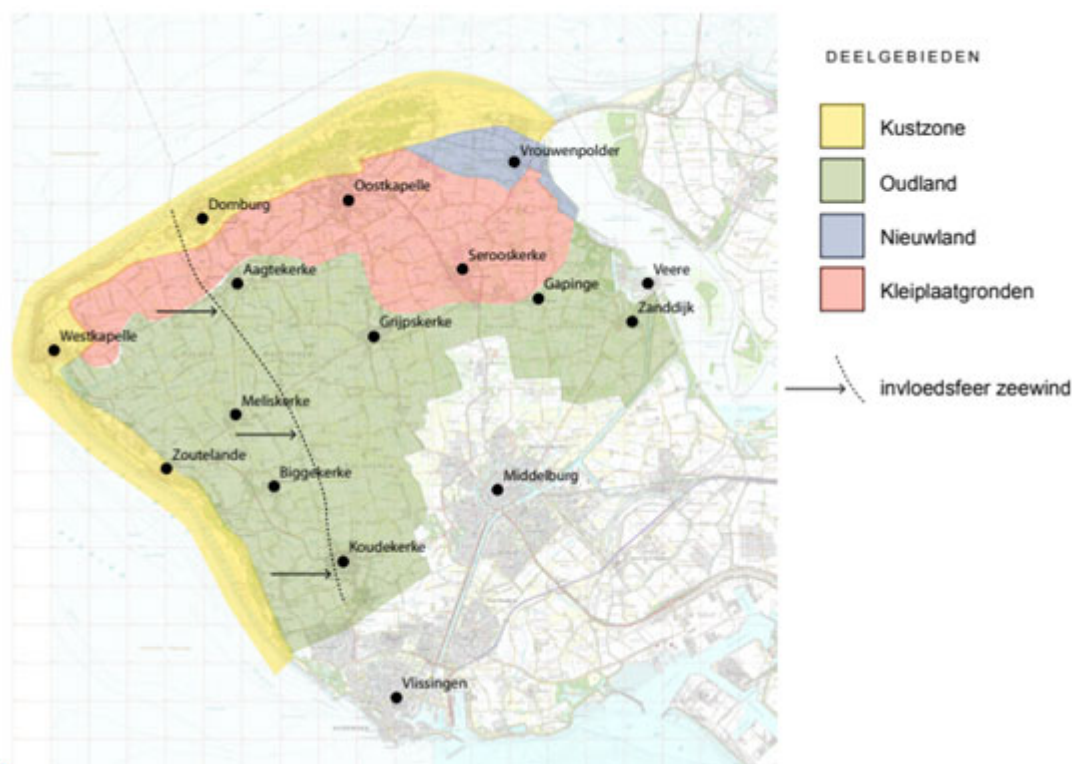 DEELGEBIEDEN
Kustzone
Oudland
Nieuwland
Kleiplaatgronden
invloedsfeer zeewind
Vrouwenpolder
Oostkapelle
Domburg
Serooskerke
Aagtekerke
Veere
Gapinge
Zanddijk
Grijpskerke
Westkapelle
Meliskerke
Zoutelande
Biggekerke
Middelburg
Koudekerke
Vlissingen